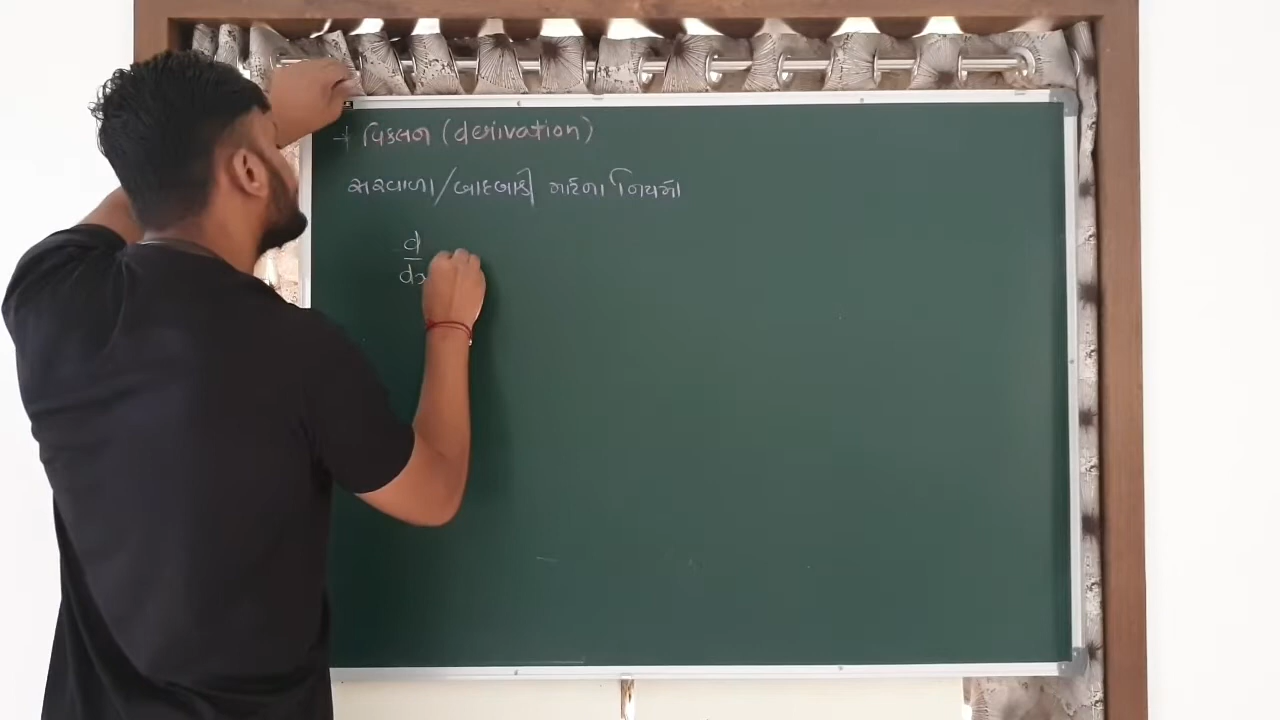 → વિકલન (derivation)
સરવાળા/બાદબાકી માટેના નિયમો
d
dx